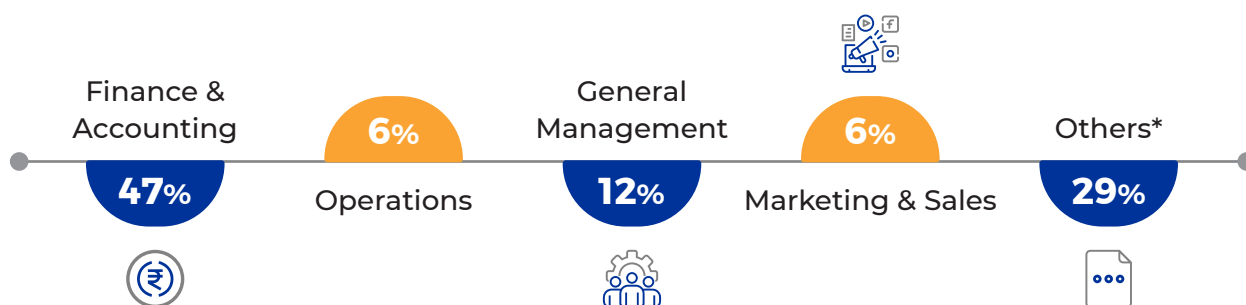 Finance &
Accounting
47%
6%
Operations
General
Management
12%
6%
Marketing & Sales
Others*
29%